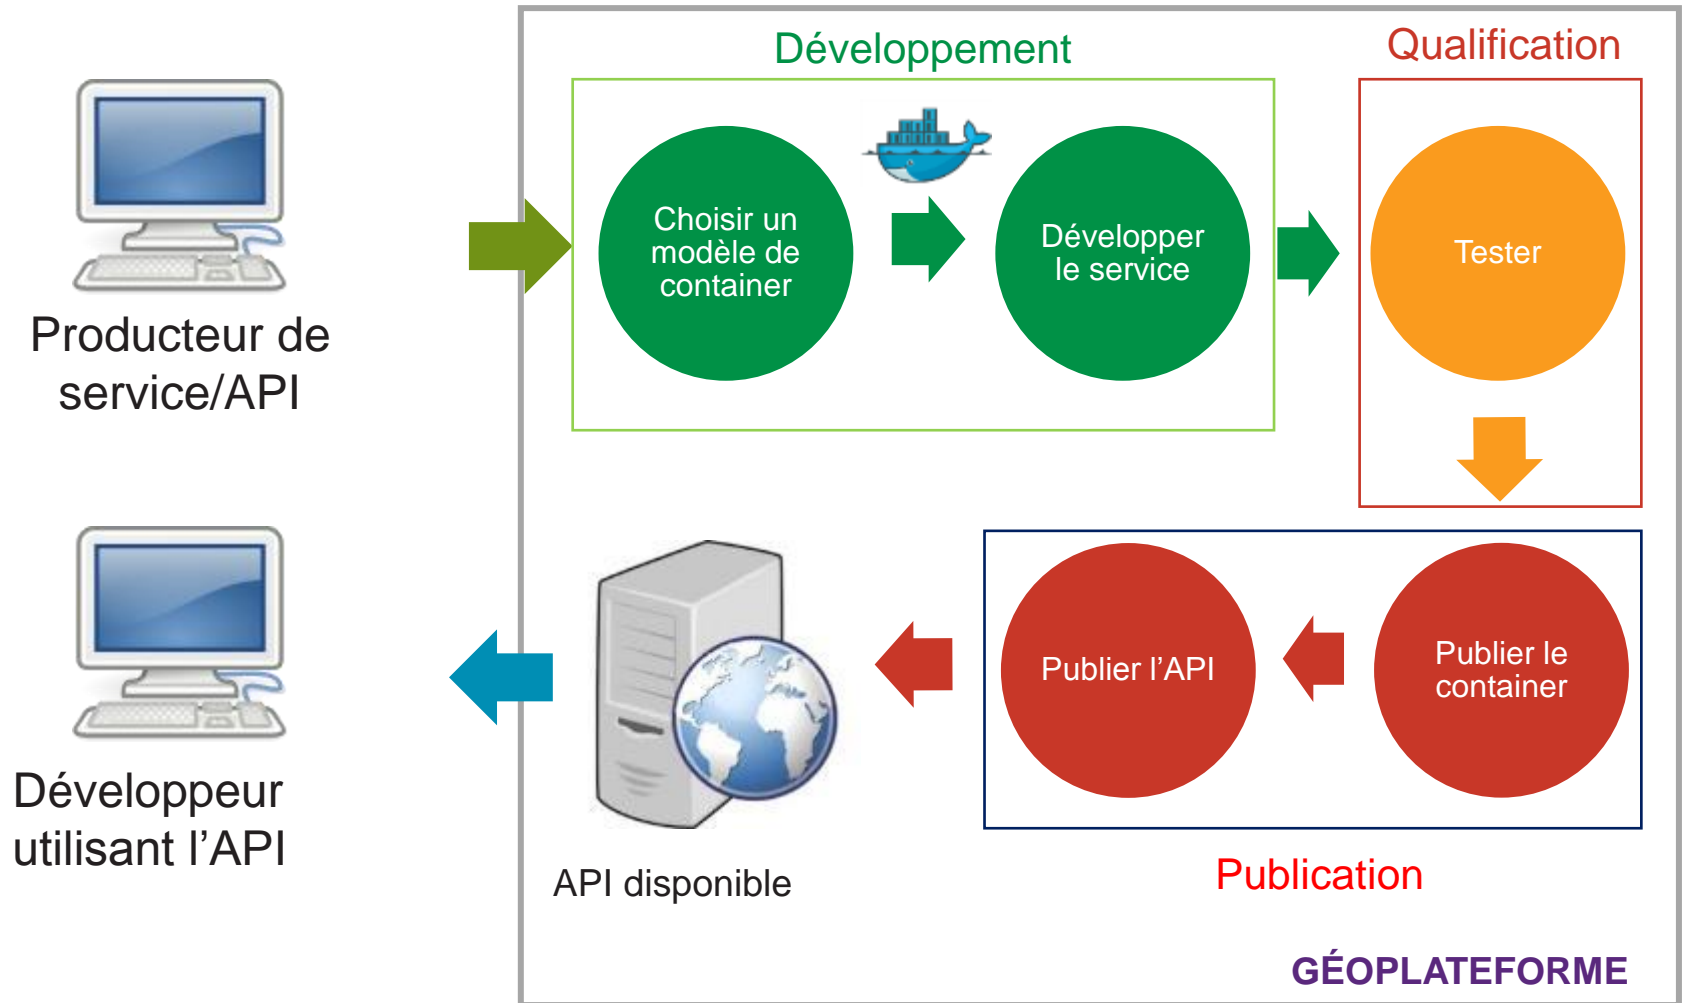 Développement
Qualification
Choisir un
modèle de
container
Développer
le service
Tester
Producteur de
service/API
Publier l’API
Publier le
container
Développeur
utilisant l’API
API disponible
Publication
GÉOPLATEFORME